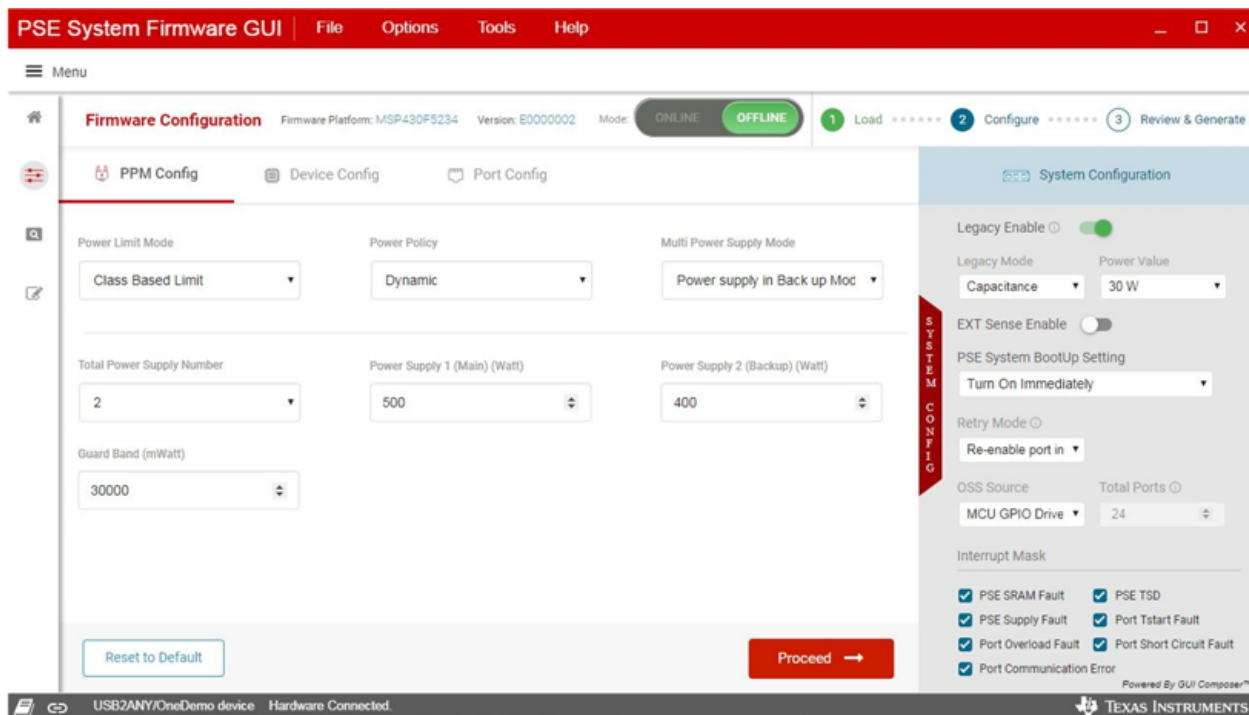 PSE System Firmware GUI File Options Tools Help
Menu
Firmware Configuration Firmware Platform: MSP430F5234 Version: E0000002 Mode: ONLINE OFFLINE 1 Load 2 Configure 3 Review & Generate
PPM Config Device Config Port Config
Power Limit Mode Power Policy Multi Power Supply Mode
Class Based Limit Dynamic Power supply in Back up Moc
Total Power Supply Number Power Supply 1 (Main) (Watt) Power Supply 2 (Backup) (Watt)
2 500 400
Guard Band (mWatt)
30000
Reset to Default Proceed
SYSTEM CONFIG
System Configuration
Legacy Enable
Legacy Mode Power Value
Capacitance 30 W
EXT Sense Enable
PSE System BootUp Setting
Turn On Immediately
Retry Mode
Re-enable port in
OSS Source Total Ports
MCU GPIO Drive 24
Interrupt Mask
PSE SRAM Fault PSE TSD
PSE Supply Fault Port Tstart Fault
Port Overload Fault Port Short Circuit Fault
Port Communication Error
Powered By GUI Composer™
USB2ANY/OneDemo device Hardware Connected. TEXAS INSTRUMENTS